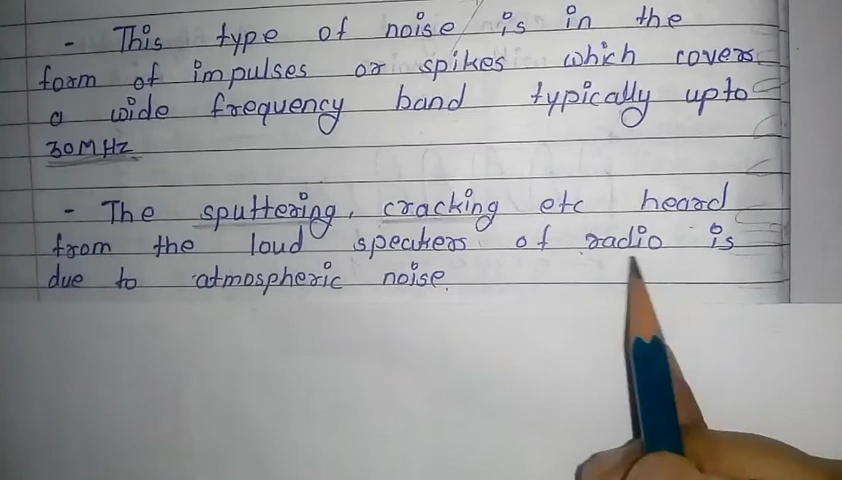 - This type of noise is in the
form of impulses or spikes which covers
a wide frequency band typically upto
30MHz
- The sputtering, cracking etc heard
from the loud speakers of radio is
due to atmospheric noise.